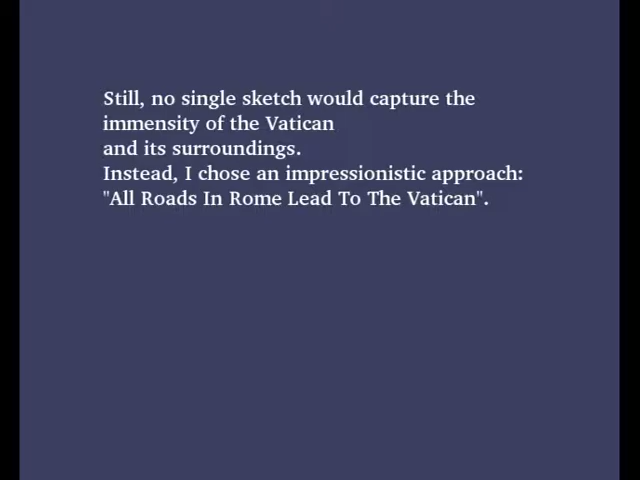 Still, no single sketch would capture the
immensity of the Vatican
and its surroundings.
Instead, I chose an impressionistic approach:
"All Roads In Rome Lead To The Vatican".